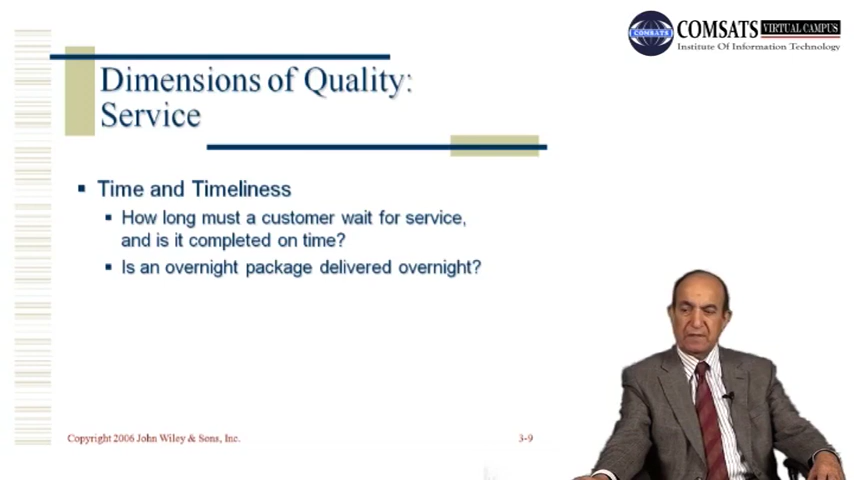 COMSATS
COMSATS VIRTUAL CAMPUS
Institute Of Information Technology
Dimensions of Quality:
Service
▪ Time and Timeliness
▪ How long must a customer wait for service,
and is it completed on time?
▪ Is an overnight package delivered overnight?
Copyright 2006 John Wiley & Sons, Inc. 3-9